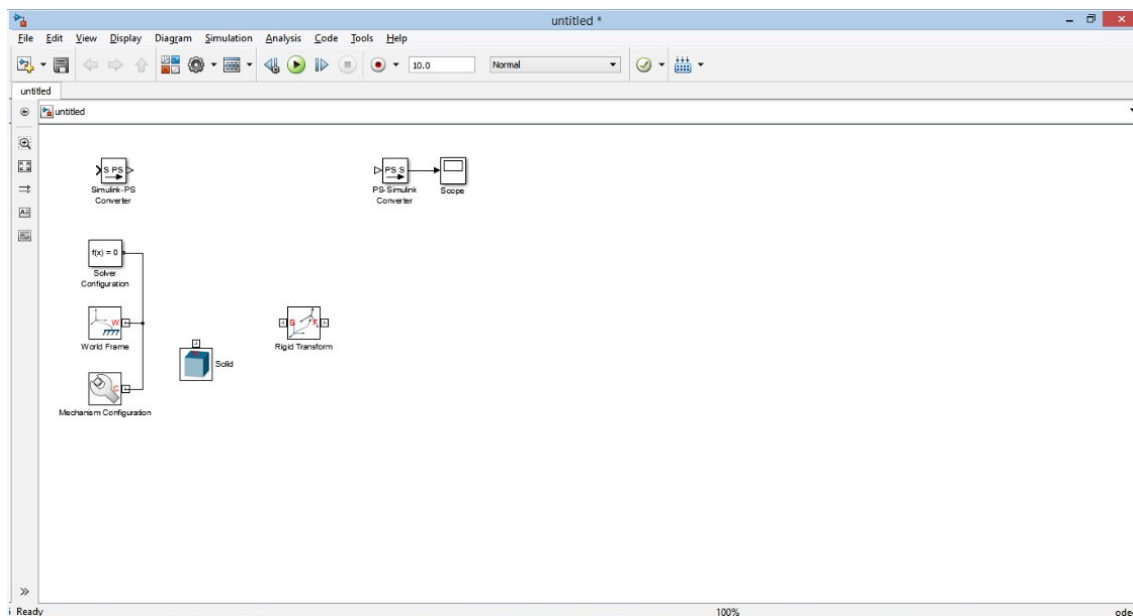 untitled *
File Edit View Display Diagram Simulation Analysis Code Tools Help
10.0 Normal
untitled
untitled
S PS
Simulink-PS
Converter
PS S
PS-Simulink
Converter
Scope
f(x) = 0
Solver
Configuration
W
World Frame
B F
Rigid Transform
Solid
C
Mechanism Configuration
Ready 100% ode